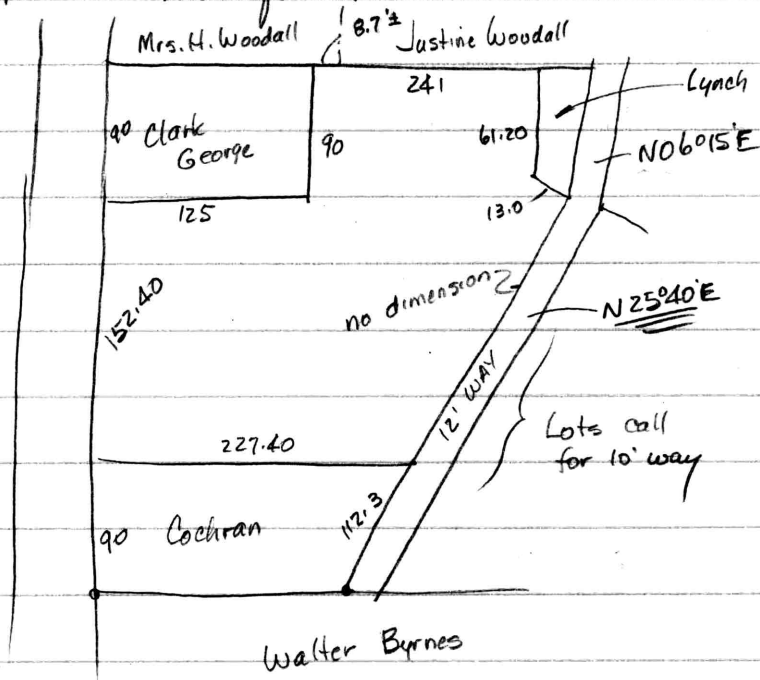 8.7'±
Mrs. H. Woodall
Justine Woodall
241
Lynch
90
Clark
George
90
61.20
N06°15'E
125
13.0
152.40
no dimension
N 25°40'E
12' WAY
Lots call
for 10' way
227.40
112.3
90
Cochran
Walter Byrnes